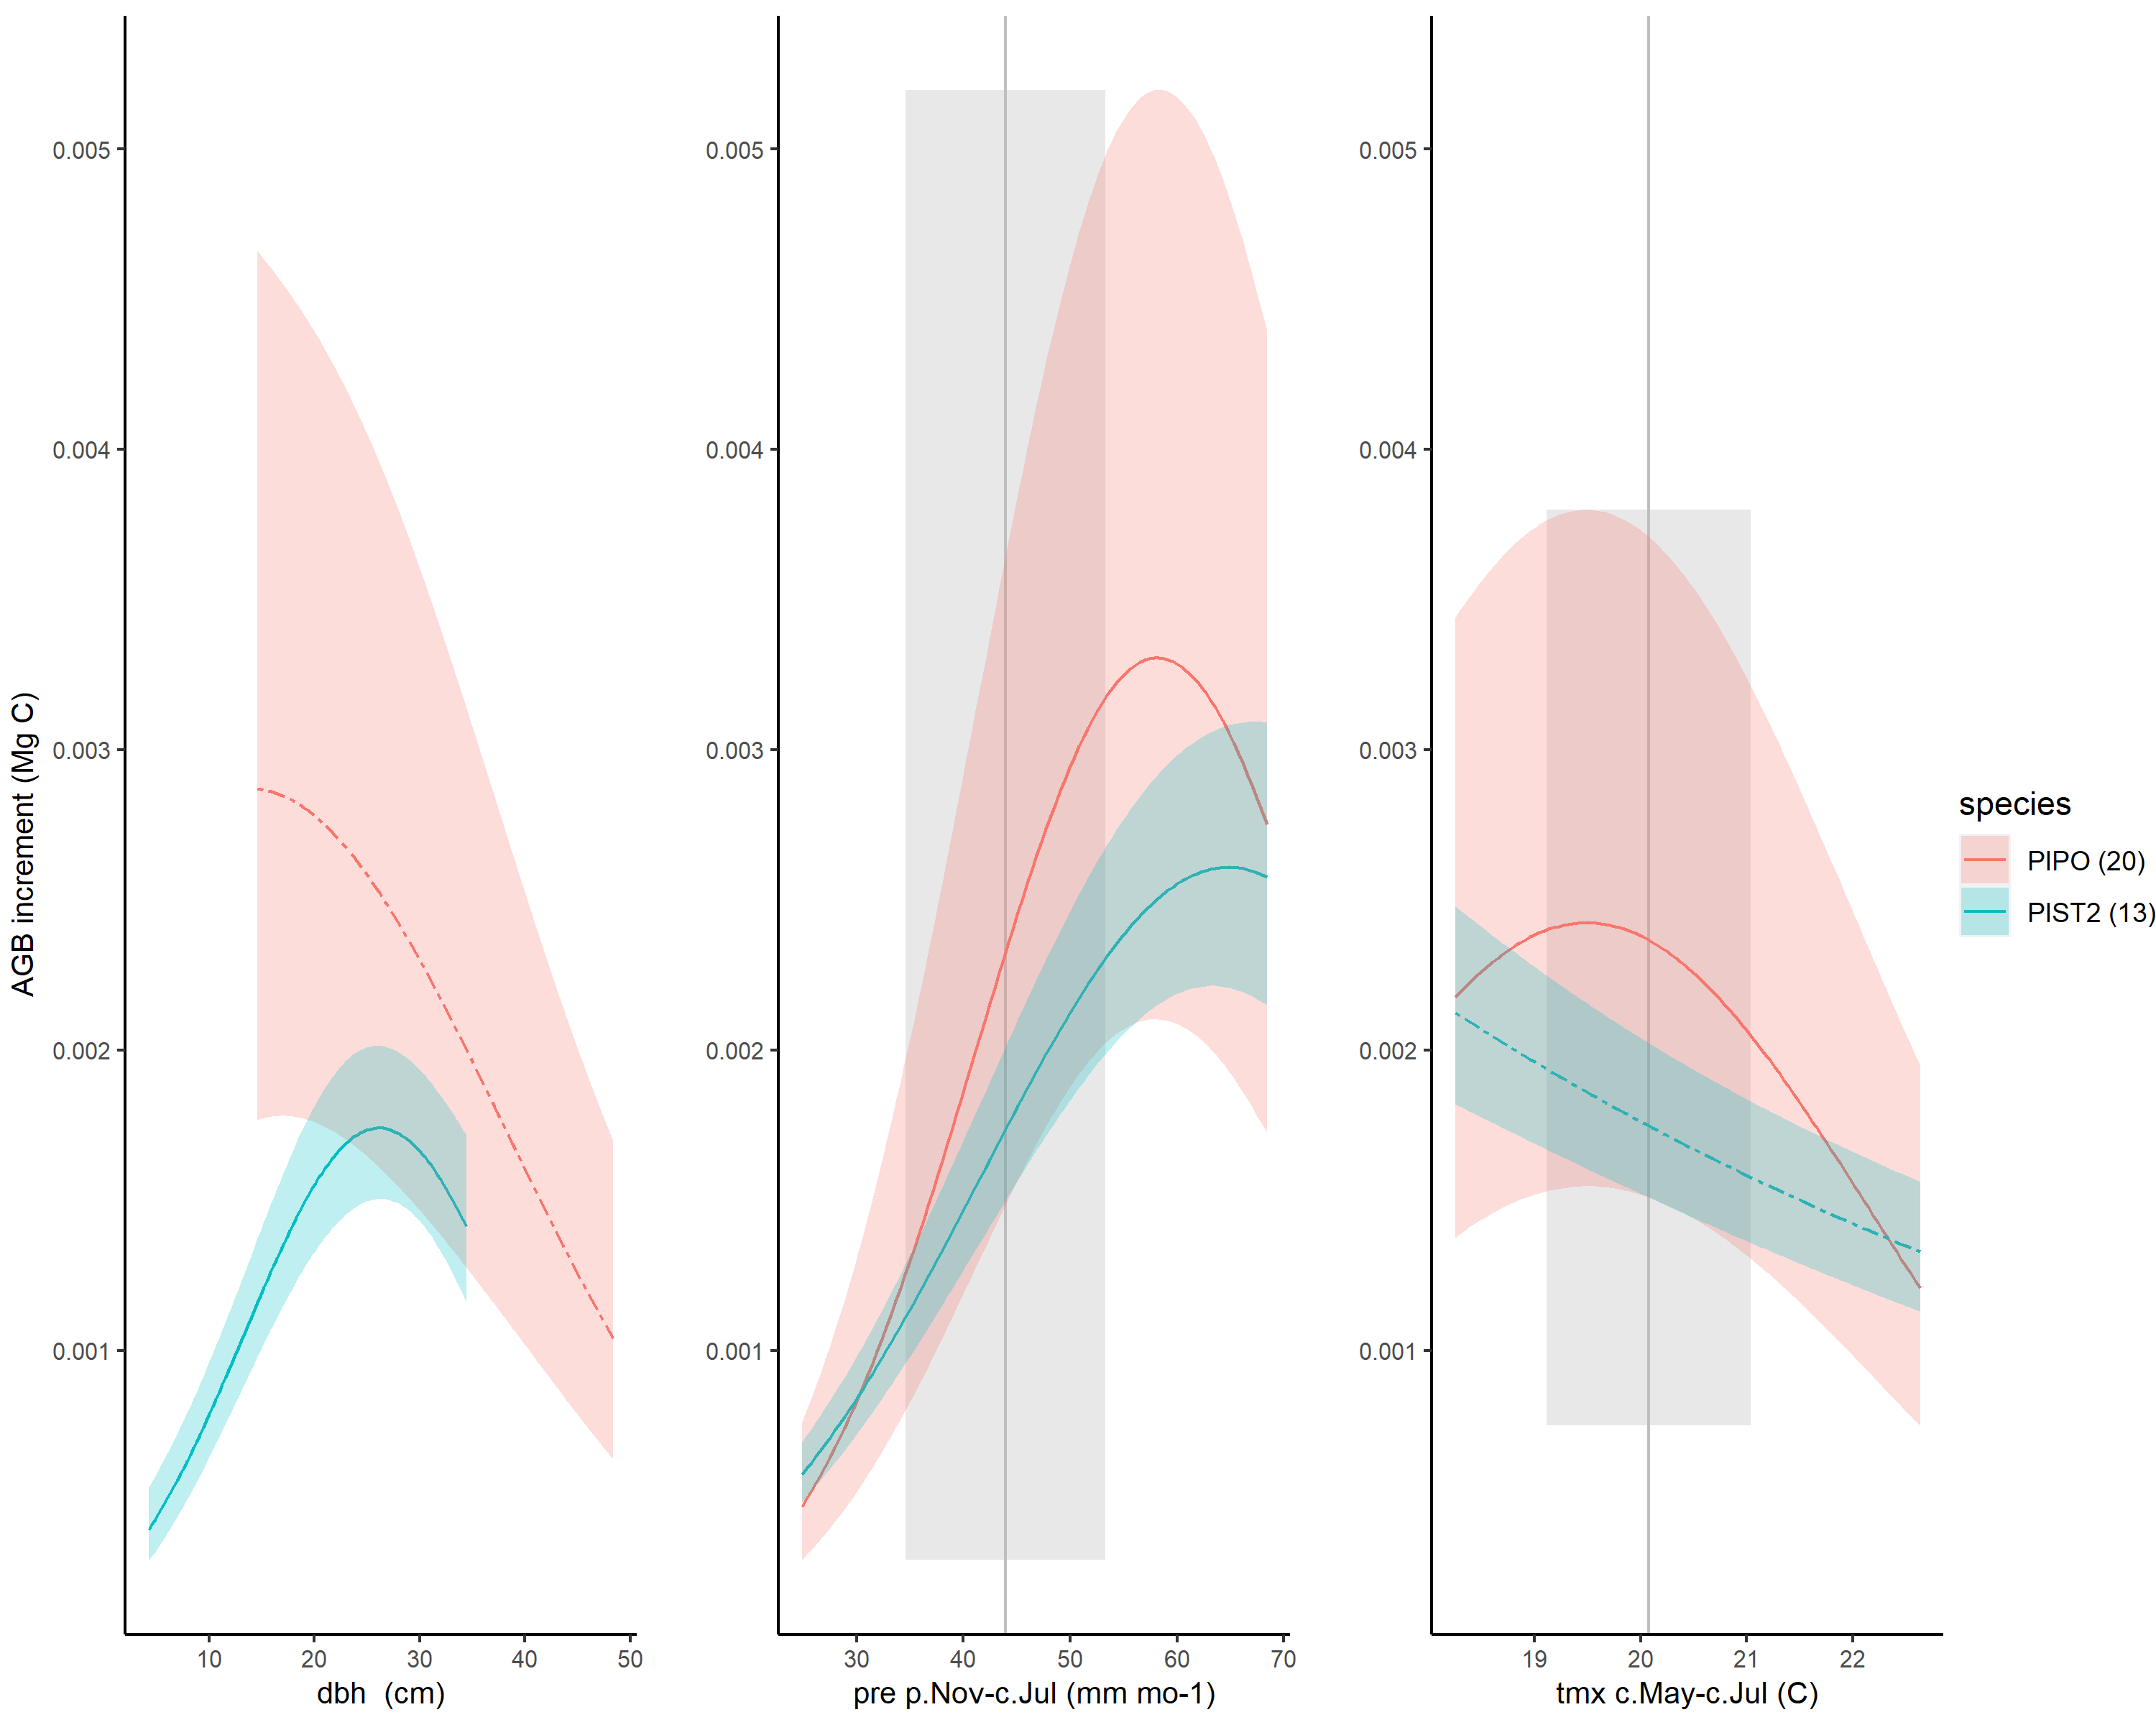 AGB increment (Mg C)
0.005
0.004
0.003
0.002
0.001
10 20 30 40 50
dbh  (cm)
0.005
0.004
0.003
0.002
0.001
30 40 50 60 70
pre p.Nov-c.Jul (mm mo-1)
0.005
0.004
0.003
0.002
0.001
19 20 21 22
tmx c.May-c.Jul (C)
species
PIPO (20)
PIST2 (13)